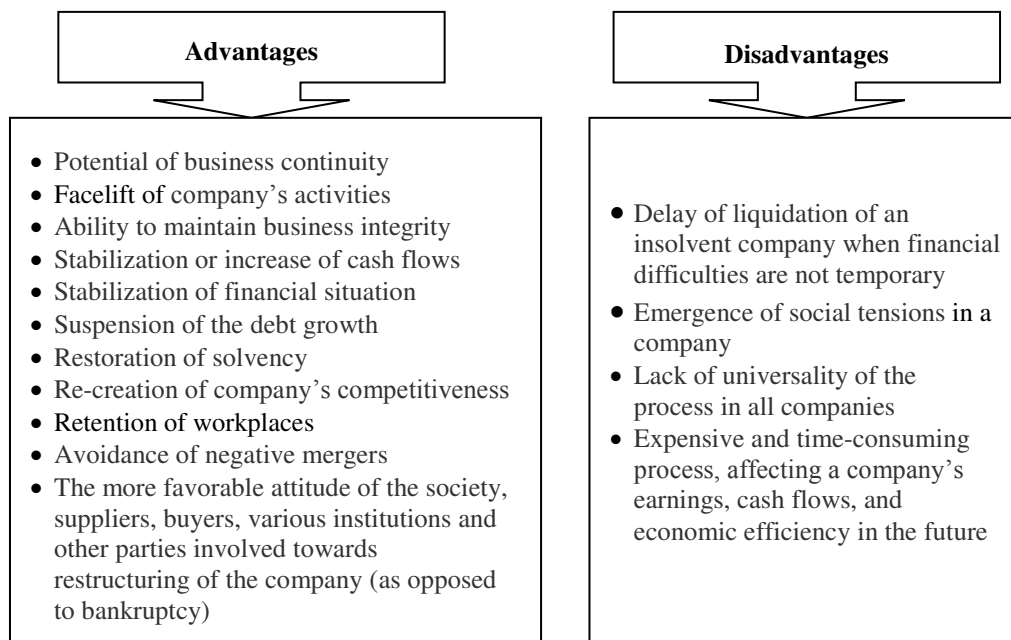 Advantages
• Potential of business continuity
• Facelift of company’s activities
• Ability to maintain business integrity
• Stabilization or increase of cash flows
• Stabilization of financial situation
• Suspension of the debt growth
• Restoration of solvency
• Re-creation of company’s competitiveness
• Retention of workplaces
• Avoidance of negative mergers
• The more favorable attitude of the society,
suppliers, buyers, various institutions and
other parties involved towards
restructuring of the company (as opposed
to bankruptcy)
Disadvantages
• Delay of liquidation of an
insolvent company when financial
difficulties are not temporary
• Emergence of social tensions in a
company
• Lack of universality of the
process in all companies
• Expensive and time-consuming
process, affecting a company’s
earnings, cash flows, and
economic efficiency in the future